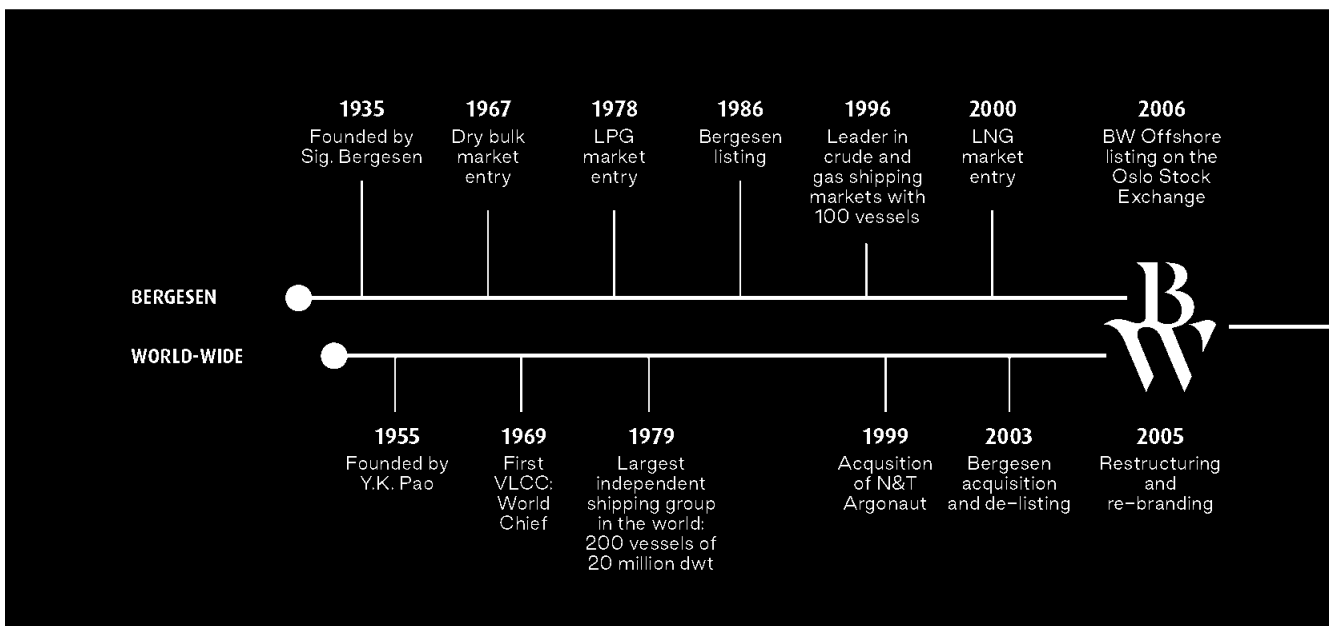 1935
Founded by
Sig. Bergesen
1967
Dry bulk
market
entry
1978
LPG
market
entry
1986
Bergesen
listing
1996
Leader in
crude and
gas shipping
markets with
100 vessels
2000
LNG
market
entry
2006
BW Offshore
listing on the
Oslo Stock
Exchange
BERGESEN
WORLD-WIDE
BW
1955
Founded by
Y.K. Pao
1969
First
VLCC:
World
Chief
1979
Largest
independent
shipping group
in the world:
200 vessels of
20 million dwt
1999
Acqusition
of N&T
Argonaut
2003
Bergesen
acquisition
and de-listing
2005
Restructuring
and
re-branding